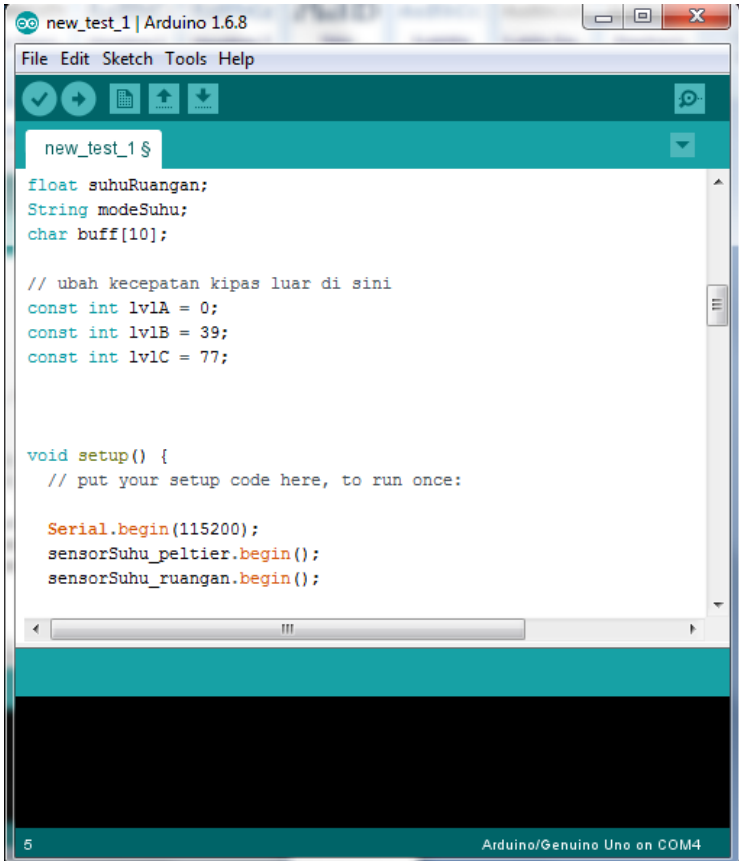 new_test_1 | Arduino 1.6.8
File Edit Sketch Tools Help
new_test_1 §
float suhuRuangan;
String modeSuhu;
char buff[10];
// ubah kecepatan kipas luar di sini
const int lvlA = 0;
const int lvlB = 39;
const int lvlC = 77;
void setup() {
// put your setup code here, to run once:
Serial.begin(115200);
sensorSuhu_peltier.begin();
sensorSuhu_ruangan.begin();
5
Arduino/Genuino Uno on COM4